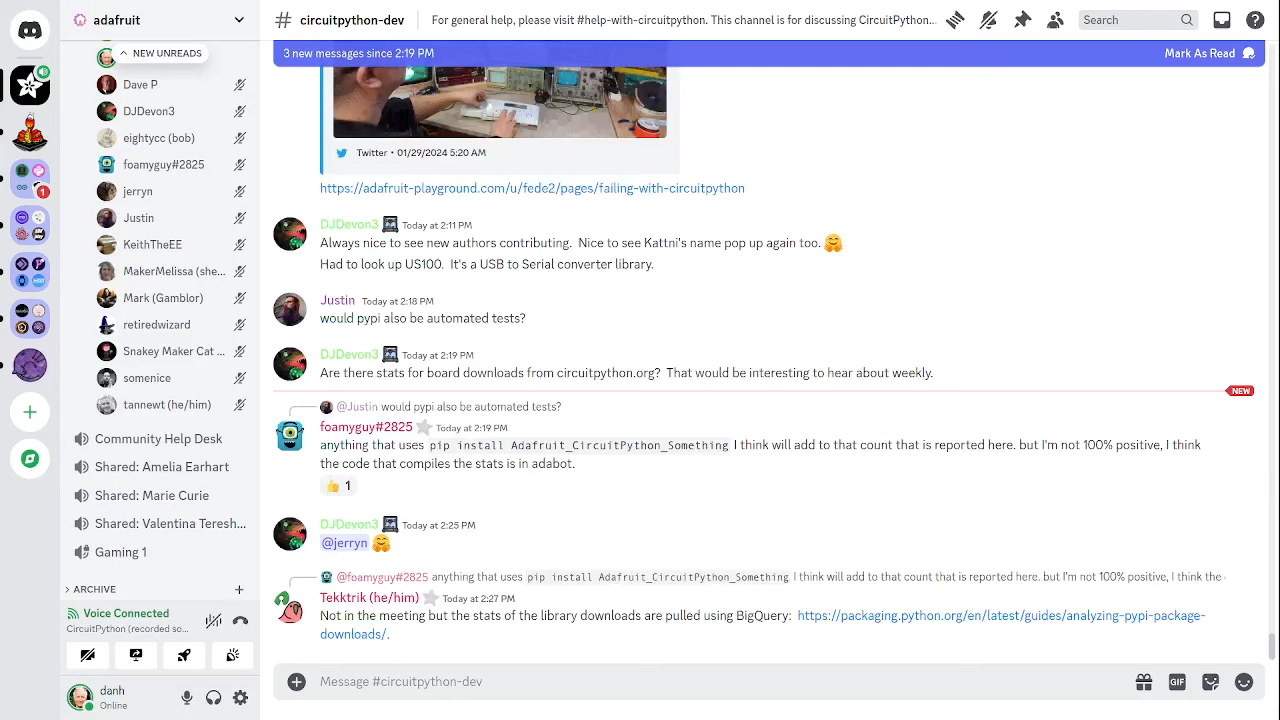 adafruit
# circuitpython-dev
For general help, please visit #help-with-circuitpython. This channel is for discussing CircuitPython...
Search
NEW UNREADS
Dave P
DJDevon3
eightycc (bob)
foamyguy#2825
jerryn
Justin
KeithTheEE
MakerMelissa (she...
Mark (Gamblor)
retiredwizard
Snakey Maker Cat ...
somenice
tannewt (he/him)
Community Help Desk
Shared: Amelia Earhart
Shared: Marie Curie
Shared: Valentina Teresh...
Gaming 1
ARCHIVE
Voice Connected
CircuitPython (recorded so...
danh
Online
1
3 new messages since 2:19 PM
Mark As Read
Twitter • 01/29/2024 5:20 AM
https://adafruit-playground.com/u/fede2/pages/failing-with-circuitpython
DJDevon3 Today at 2:11 PM
Always nice to see new authors contributing. Nice to see Kattni's name pop up again too. 🤗
Had to look up US100. It's a USB to Serial converter library.
Justin Today at 2:18 PM
would pypi also be automated tests?
DJDevon3 Today at 2:19 PM
Are there stats for board downloads from circuitpython.org? That would be interesting to hear about weekly.
NEW
@Justin would pypi also be automated tests?
foamyguy#2825 Today at 2:19 PM
anything that uses pip install Adafruit_CircuitPython_Something I think will add to that count that is reported here. but I'm not 100% positive, I think
the code that compiles the stats is in adabot.
👍 1
DJDevon3 Today at 2:25 PM
@jerryn 🤗
@foamyguy#2825 anything that uses pip install Adafruit_CircuitPython_Something I think will add to that count that is reported here. but I'm not 100% positive, I think the
Tekktrik (he/him) Today at 2:27 PM
Not in the meeting but the stats of the library downloads are pulled using BigQuery: https://packaging.python.org/en/latest/guides/analyzing-pypi-package-
downloads/.
Message #circuitpython-dev
GIF